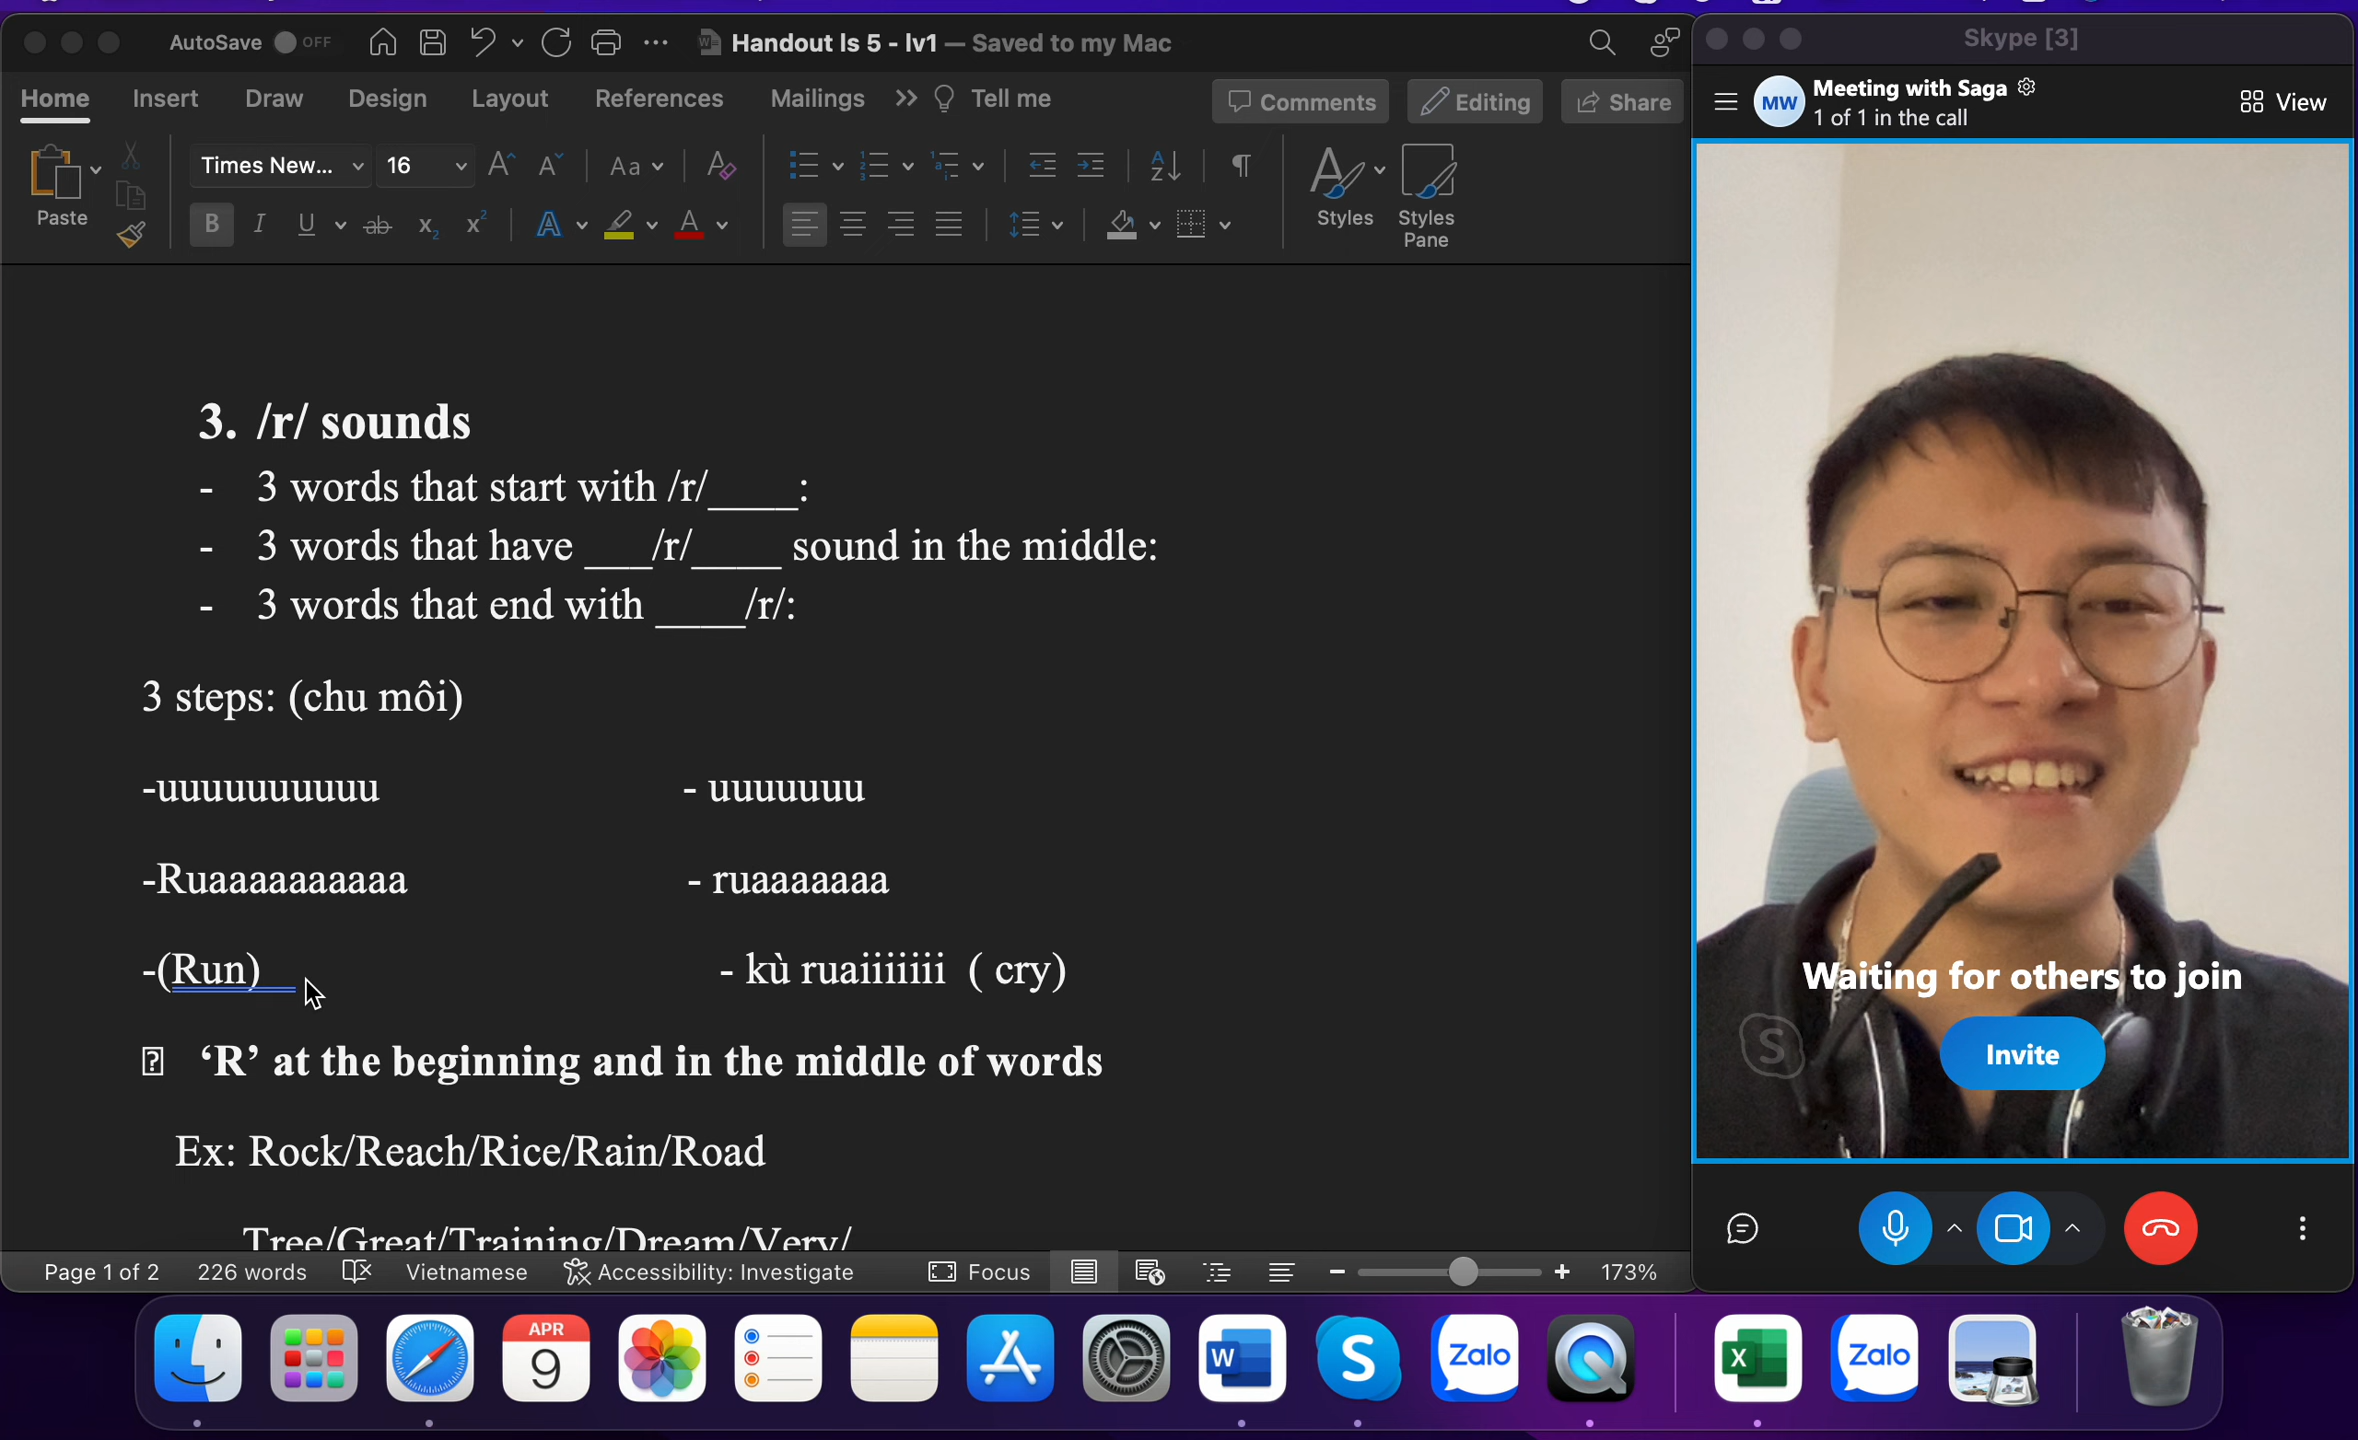 AutoSave OFF
Handout ls 5 - lv1 — Saved to my Mac
Home Insert Draw Design Layout References Mailings >> Tell me
Comments Editing Share
Paste
Times New... 16
Aa
B I U ab x₂ x² A A
Styles
Styles Pane
3. /r/ sounds
- 3 words that start with /r/____:
- 3 words that have ___/r/____ sound in the middle:
- 3 words that end with ____/r/:
3 steps: (chu môi)
-uuuuuuuuuu - uuuuuuu
-Ruaaaaaaaaaa - ruaaaaaaa
-(Run) - kù ruaiiiiiii ( cry)
‘R’ at the beginning and in the middle of words
Ex: Rock/Reach/Rice/Rain/Road
Tree/Great/Training/Dream/Very/
Page 1 of 2 226 words Vietnamese Accessibility: Investigate Focus 173%
Skype [3]
MW
Meeting with Saga
1 of 1 in the call
View
Waiting for others to join
Invite
APR
9
W
S
Zalo
X
Zalo